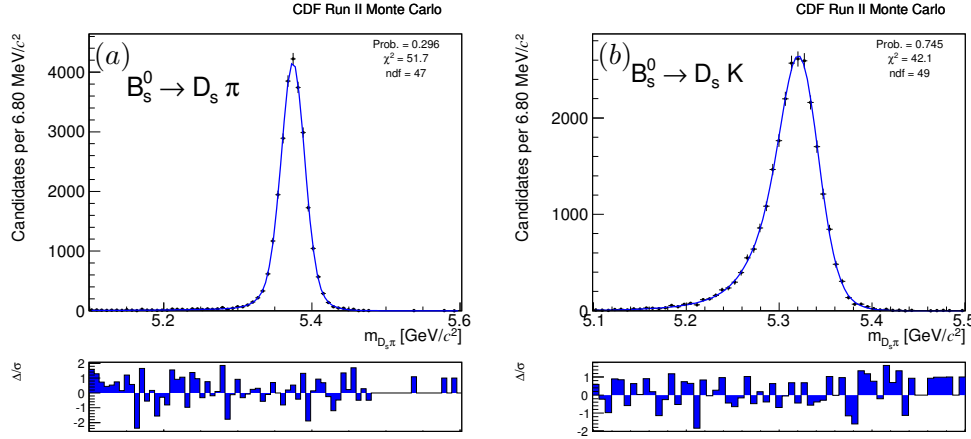 CDF Run II Monte Carlo
(a)
B⁰ₛ → Dₛ π
Prob. = 0.296
χ² = 51.7
ndf = 47
Candidates per 6.80 MeV/c²
4000
3000
2000
1000
0
5.2
5.4
5.6
m_{Dₛπ} [GeV/c²]
Δ/σ
2
1
0
-2
CDF Run II Monte Carlo
(b)
B⁰ₛ → Dₛ K
Prob. = 0.745
χ² = 42.1
ndf = 49
Candidates per 6.80 MeV/c²
2000
1000
0
5.1
5.2
5.3
5.4
5.5
m_{Dₛπ} [GeV/c²]
Δ/σ
1
0
-1
-2